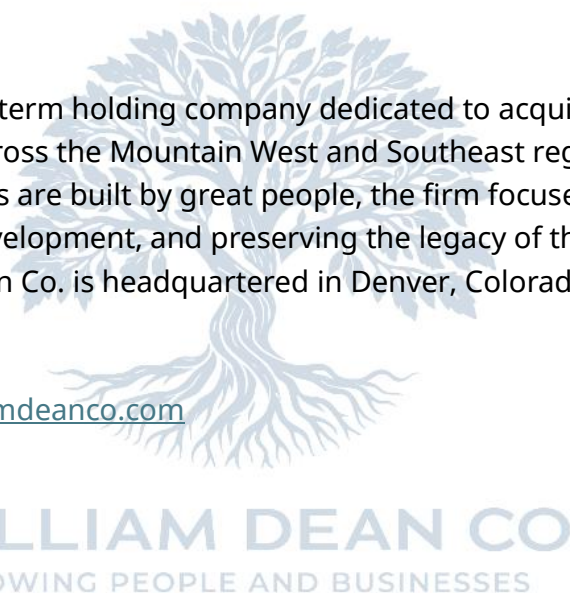 term holding company dedicated to acqui
ross the Mountain West and Southeast reg
s are built by great people, the firm focuse
velopment, and preserving the legacy of th
n Co. is headquartered in Denver, Colorad
mdeanco.com
LLIAM DEAN CO
OWING PEOPLE AND BUSINESSES